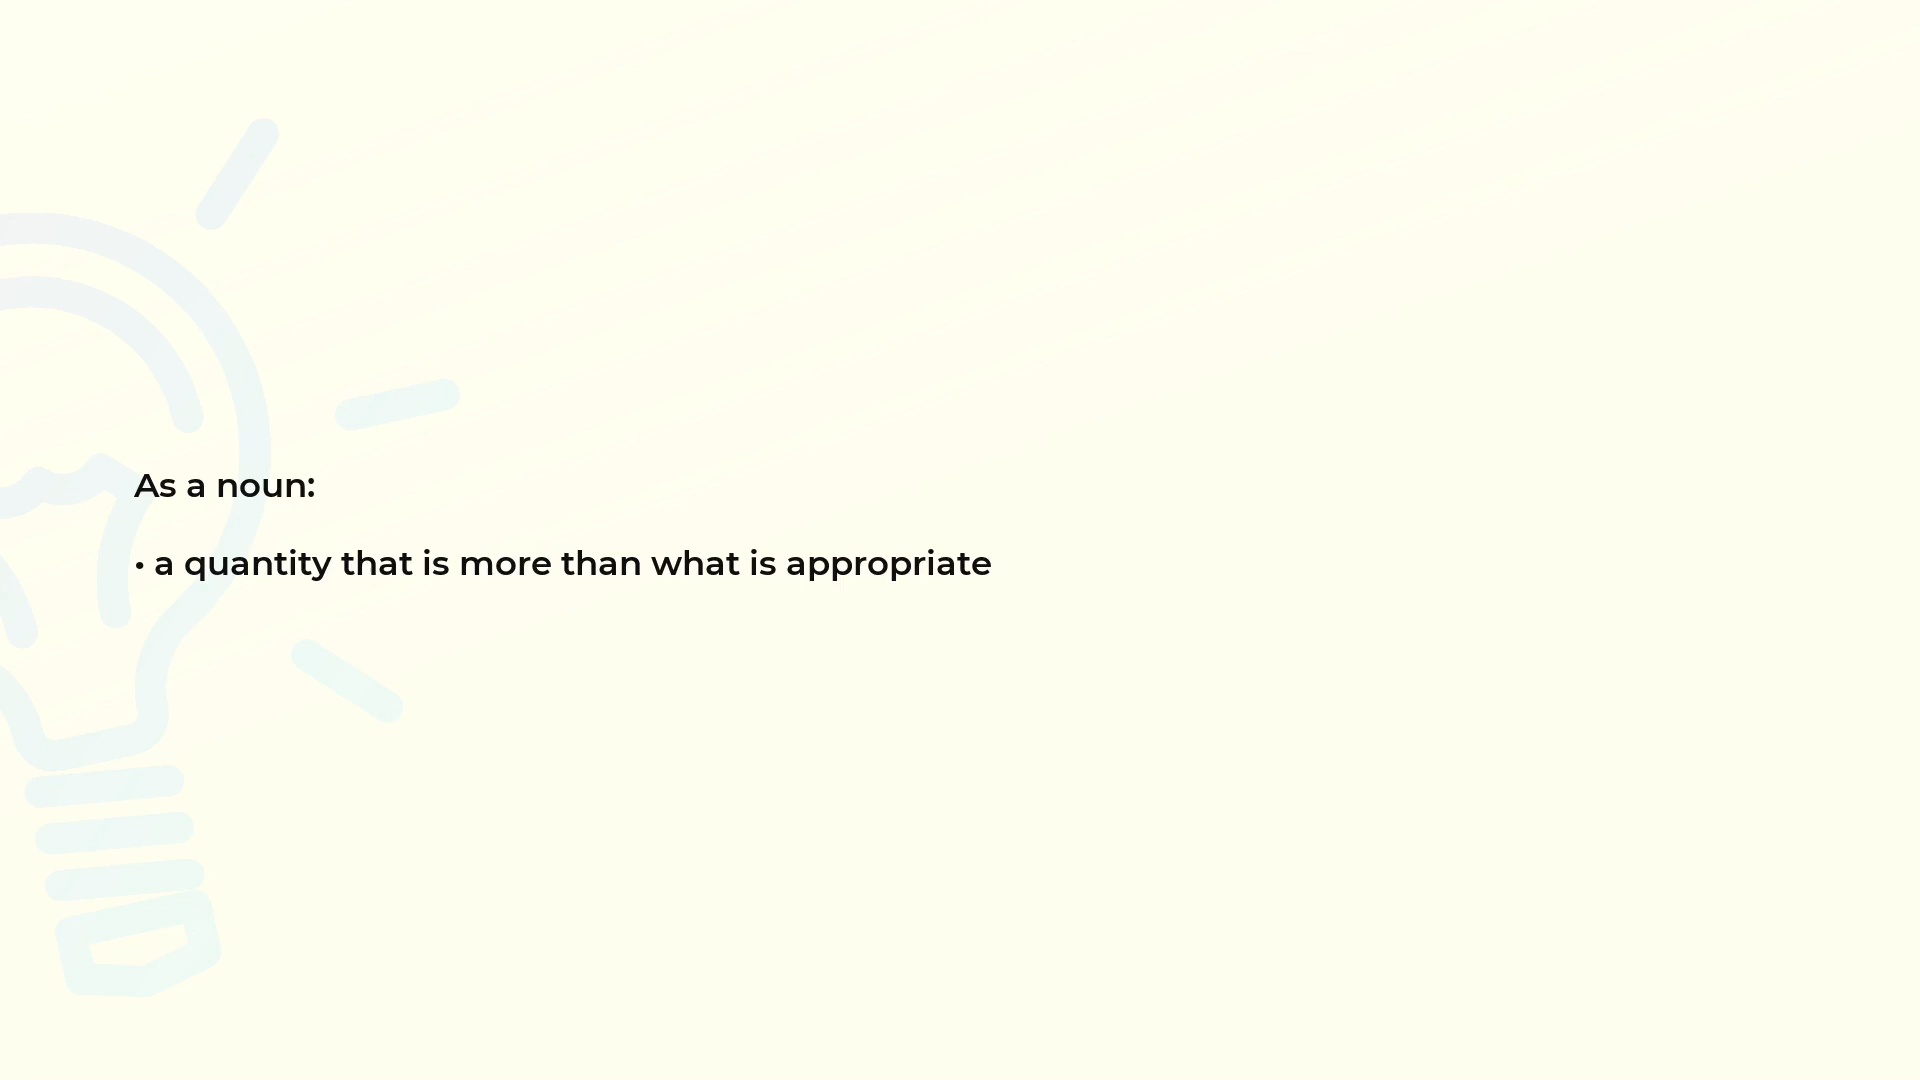 As a noun:
• a quantity that is more than what is appropriate